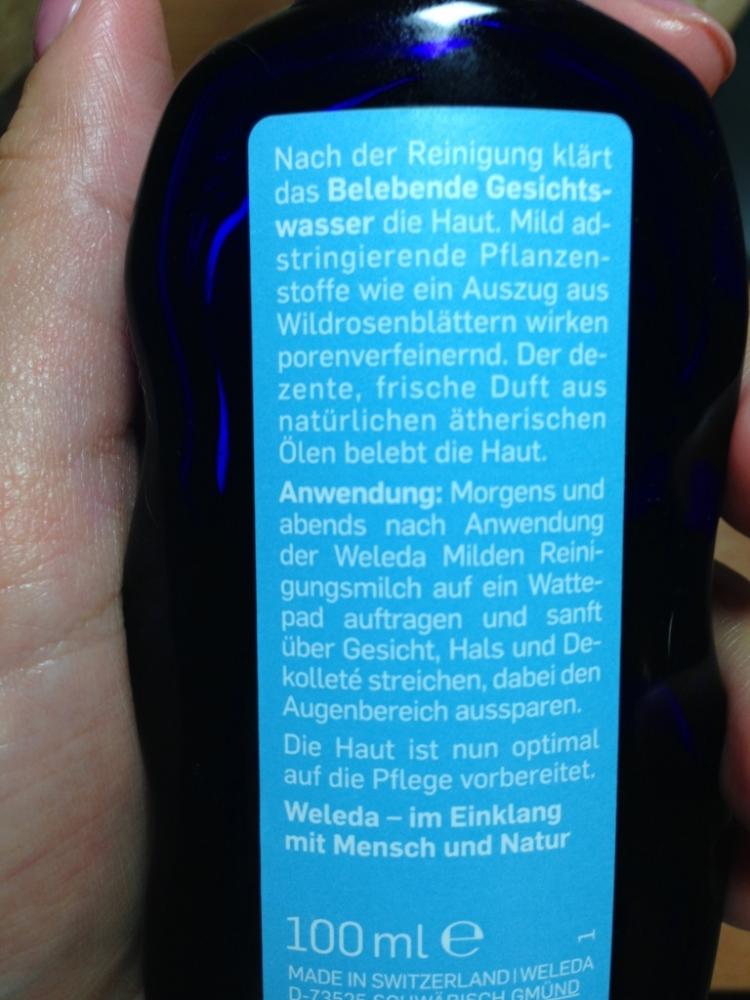 Nach der Reinigung klärt
das Belebende Gesichts-
wasser die Haut. Mild ad-
stringierende Pflanzen-
stoffe wie ein Auszug aus
Wildrosenblättern wirken
porenverfeinernd. Der de-
zente, frische Duft aus
natürlichen ätherischen
Ölen belebt die Haut.
Anwendung: Morgens und
abends nach Anwendung
der Weleda Milden Reini-
gungsmilch auf ein Watte-
pad auftragen und sanft
über Gesicht, Hals und De-
kolleté streichen, dabei den
Augenbereich aussparen.
Die Haut ist nun optimal
auf die Pflege vorbereitet.
Weleda – im Einklang
mit Mensch und Natur
100 ml e
1
MADE IN SWITZERLAND | WELEDA
D-73525 SCHWÄBISCH GMÜND